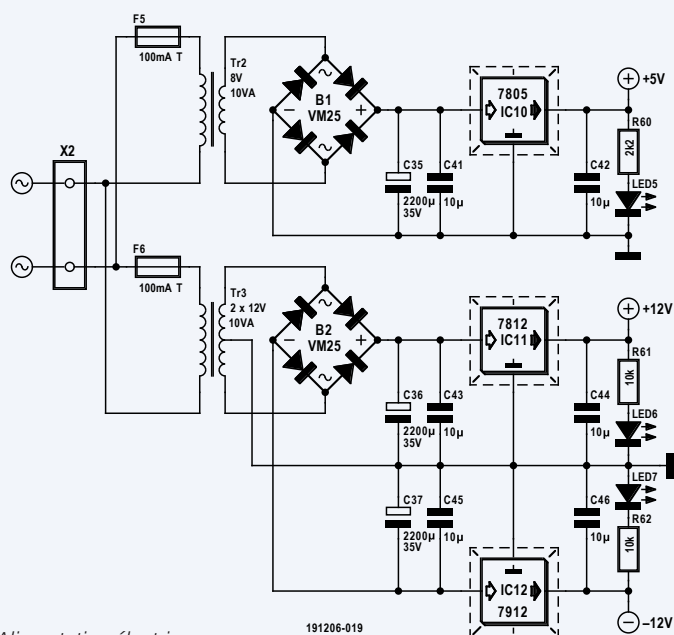 F5
100mA T
Tr2
8V
10VA
B1
VM25
7805
IC10
+5V
R60
2k2
LED5
X2
C35
2200µ
35V
C41
10µ
C42
10µ
F6
100mA T
Tr3
2 x 12V
10VA
B2
VM25
7812
IC11
+12V
R61
10k
LED6
C36
2200µ
35V
C43
10µ
C44
10µ
LED7
C37
2200µ
35V
C45
10µ
C46
10µ
R62
10k
IC12
7912
–12V
191206-019